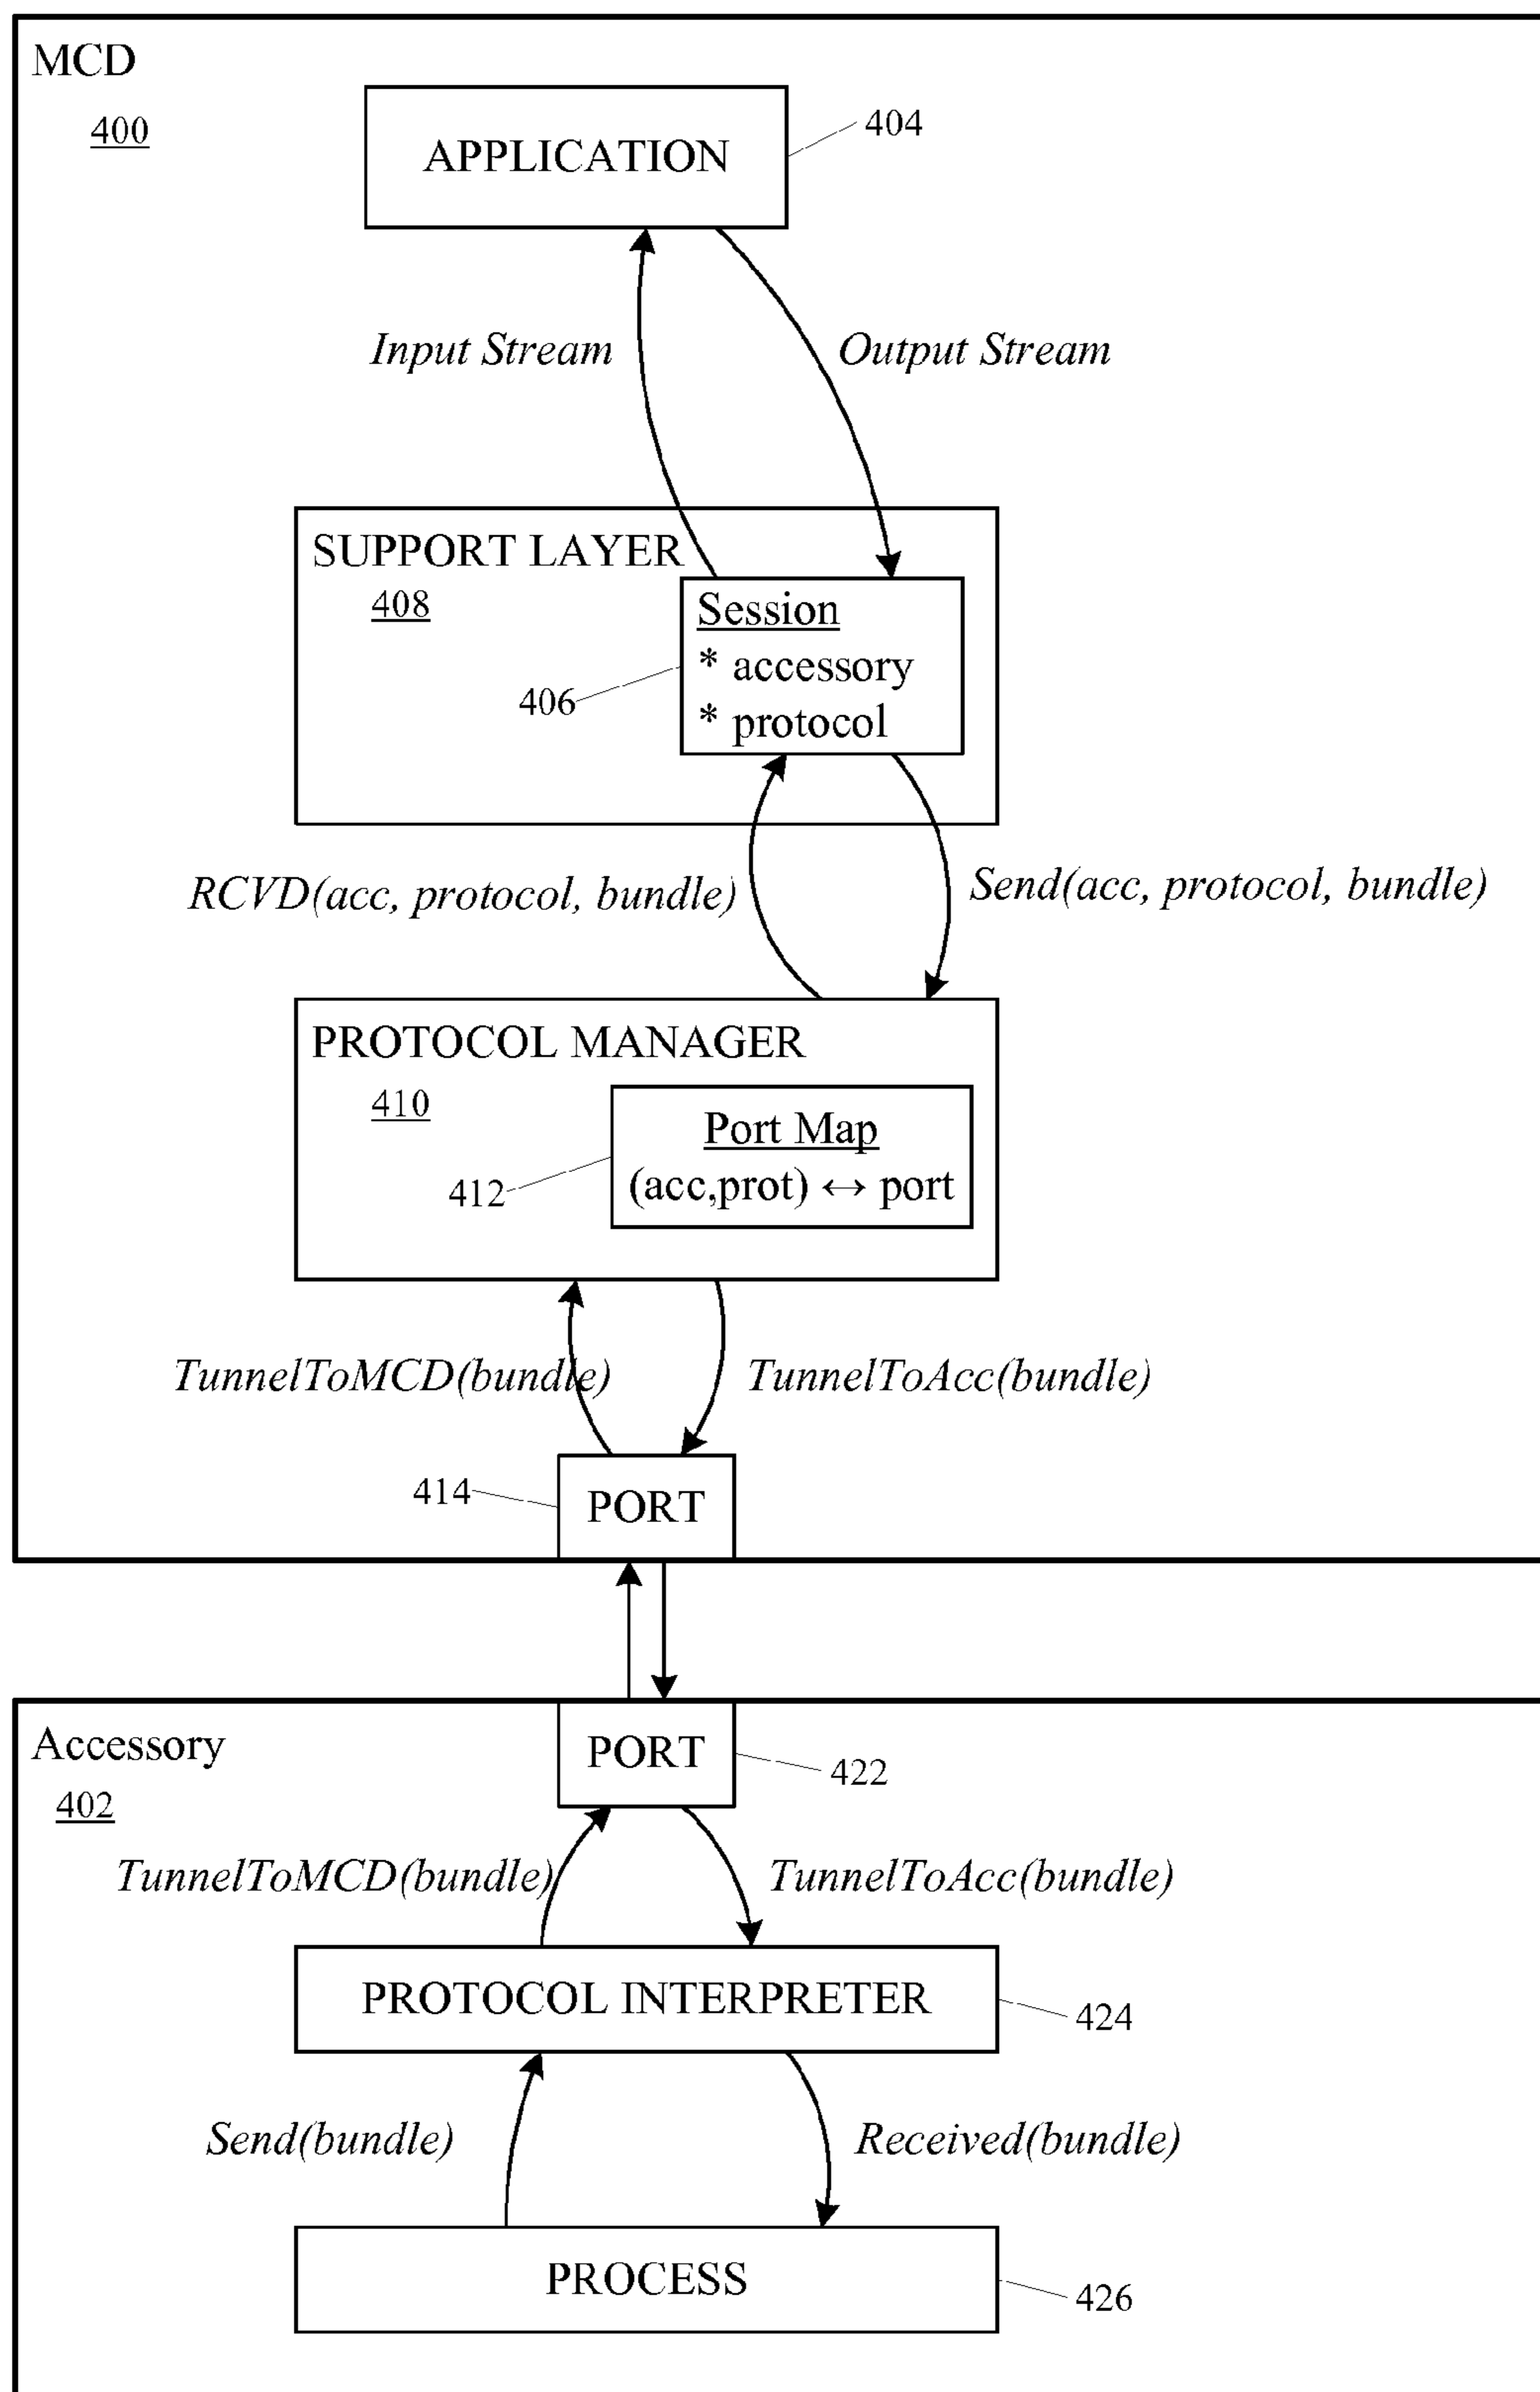 MCD
400
APPLICATION
404
Input Stream
Output Stream
SUPPORT LAYER
408
Session
* accessory
* protocol
406
RCVD(acc, protocol, bundle)
Send(acc, protocol, bundle)
PROTOCOL MANAGER
410
Port Map
(acc,prot) ↔ port
412
TunnelToMCD(bundle)
TunnelToAcc(bundle)
414
PORT
Accessory
402
PORT
422
TunnelToMCD(bundle)
TunnelToAcc(bundle)
PROTOCOL INTERPRETER
424
Send(bundle)
Received(bundle)
PROCESS
426